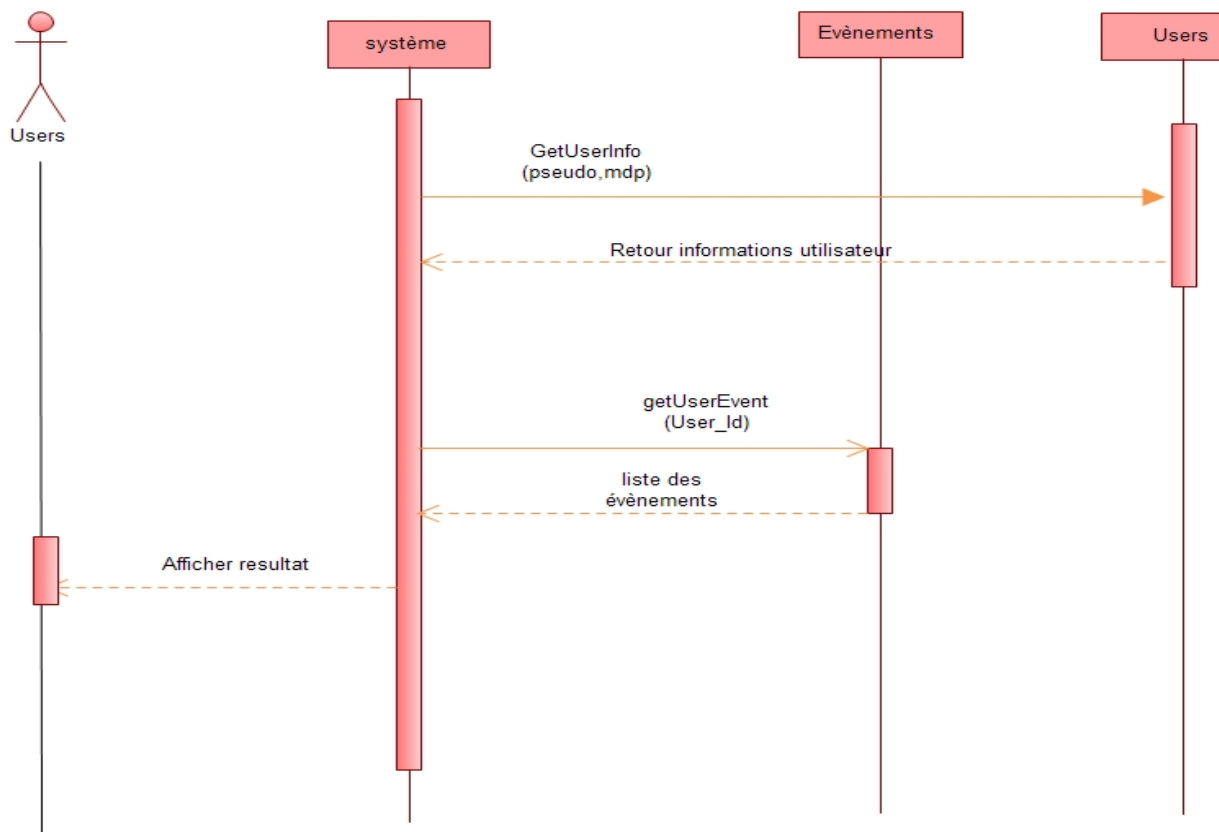 système
Evènements
Users
Users
GetUserInfo
(pseudo,mdp)
Retour informations utilisateur
getUserEvent
(User_Id)
liste des
évènements
Afficher resultat